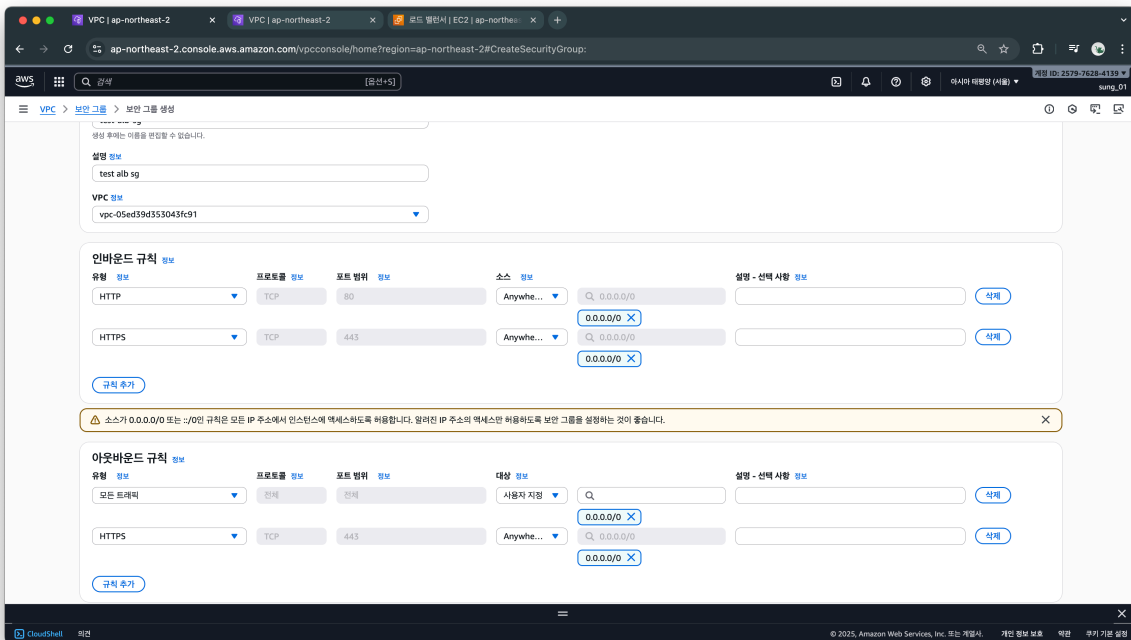 VPC | ap-northeast-2
VPC | ap-northeast-2
로드 밸런서 | EC2 | ap-northea
ap-northeast-2.console.aws.amazon.com/vpcconsole/home?region=ap-northeast-2#CreateSecurityGroup:
aws 검색 [옵션+S] 아시아 태평양 (서울) 계정 ID: 2579-7628-4139
sung_01
VPC > 보안 그룹 > 보안 그룹 생성
생성 후에는 이름을 편집할 수 없습니다.
설명 정보
test alb sg
VPC 정보
vpc-05ed39d353043fc91
인바운드 규칙 정보
유형 정보 프로토콜 정보 포트 범위 정보 소스 정보 설명 - 선택 사항 정보
HTTP TCP 80 Anywhe... 0.0.0.0/0 삭제
0.0.0.0/0
HTTPS TCP 443 Anywhe... 0.0.0.0/0 삭제
0.0.0.0/0
규칙 추가
소스가 0.0.0.0/0 또는 ::/0인 규칙은 모든 IP 주소에서 인스턴스에 액세스하도록 허용합니다. 알려진 IP 주소의 액세스만 허용하도록 보안 그룹을 설정하는 것이 좋습니다.
아웃바운드 규칙 정보
유형 정보 프로토콜 정보 포트 범위 정보 대상 정보 설명 - 선택 사항 정보
모든 트래픽 전체 전체 사용자 지정 삭제
0.0.0.0/0
HTTPS TCP 443 Anywhe... 0.0.0.0/0 삭제
0.0.0.0/0
규칙 추가
CloudShell 의견 © 2025, Amazon Web Services, Inc. 또는 계열사. 개인 정보 보호 약관 쿠키 기본 설정